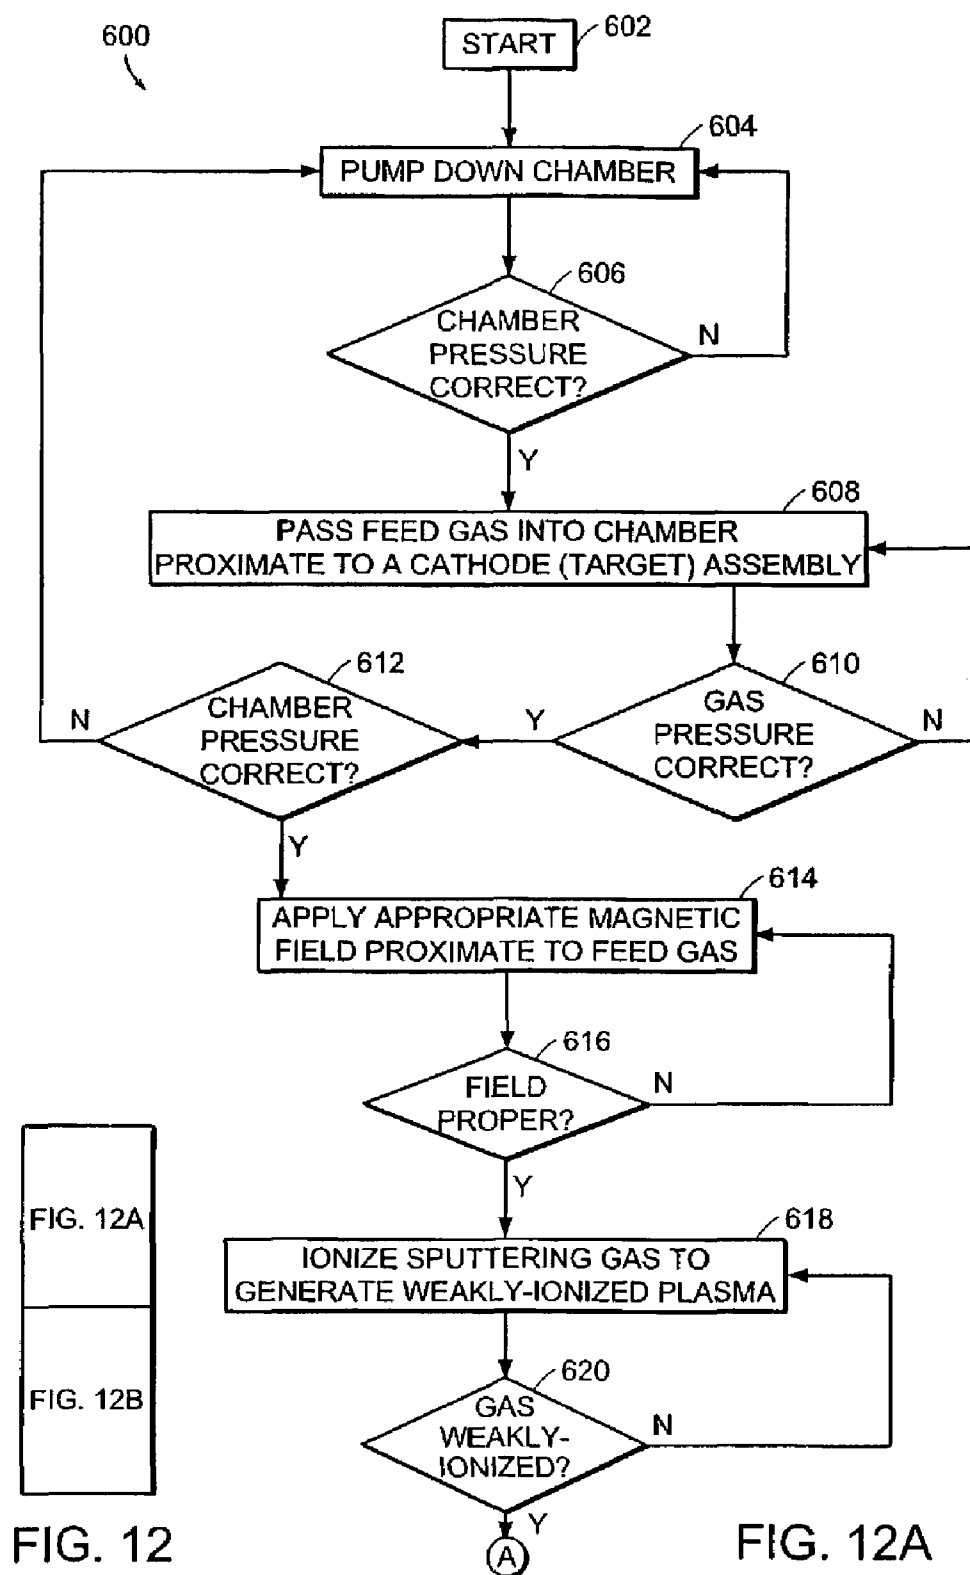 600
START
602
604
PUMP DOWN CHAMBER
606
CHAMBER
PRESSURE
CORRECT?
N
Y
608
PASS FEED GAS INTO CHAMBER
PROXIMATE TO A CATHODE (TARGET) ASSEMBLY
612
CHAMBER
PRESSURE
CORRECT?
N
Y
610
GAS
PRESSURE
CORRECT?
N
Y
614
APPLY APPROPRIATE MAGNETIC
FIELD PROXIMATE TO FEED GAS
616
FIELD
PROPER?
N
Y
618
IONIZE SPUTTERING GAS TO
GENERATE WEAKLY-IONIZED PLASMA
620
GAS
WEAKLY-
IONIZED?
N
Y
A
FIG. 12A
FIG. 12B
FIG. 12
FIG. 12A